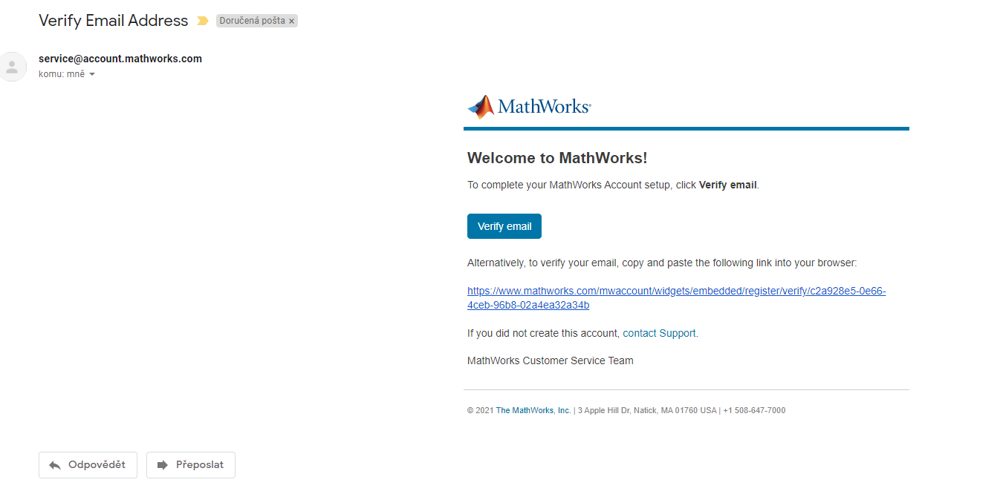 Verify Email Address
Doručená pošta ×
service@account.mathworks.com
komu: mně
MathWorks®
Welcome to MathWorks!
To complete your MathWorks Account setup, click Verify email.
Verify email
Alternatively, to verify your email, copy and paste the following link into your browser:
https://www.mathworks.com/mwaccount/widgets/embedded/register/verify/c2a928e5-0e66-
4ceb-96b8-02a4ea32a34b
If you did not create this account, contact Support.
MathWorks Customer Service Team
© 2021 The MathWorks, Inc. | 3 Apple Hill Dr, Natick, MA 01760 USA | +1 508-647-7000
Odpovědět
Přeposlat